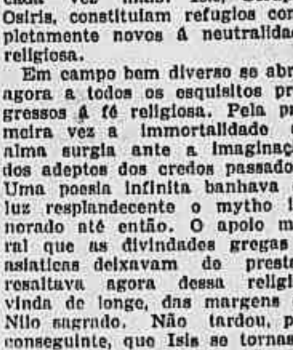 Osiris, constituiam refugios com
pletamente novos á neutralida
religiosa.
Em campo bem diverso se abr
agora a todos os esquisitos pr
gressos á fé religiosa. Pela pr
meira vez a immortalidade
alma surgia ante a imaginaç
dos adeptos dos credos passado
Uma poesia infinita banhava
luz resplandecente o mytho i
norado até então. O apoio m
ral que as divindades gregas
asiaticas deixavam de presta
resaltava agora dessa religi
vinda de longe, das margens
Nilo sagrado. Não tardou, p
conseguinte, que Isis se tornas